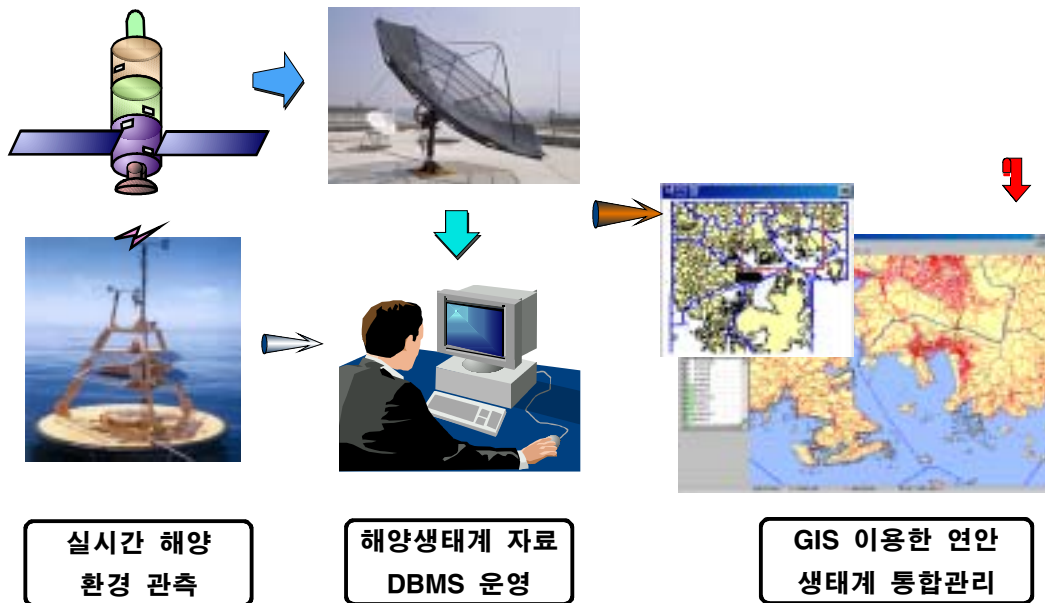 실시간 해양
환경 관측
해양생태계 자료
DBMS 운영
GIS 이용한 연안
생태계 통합관리